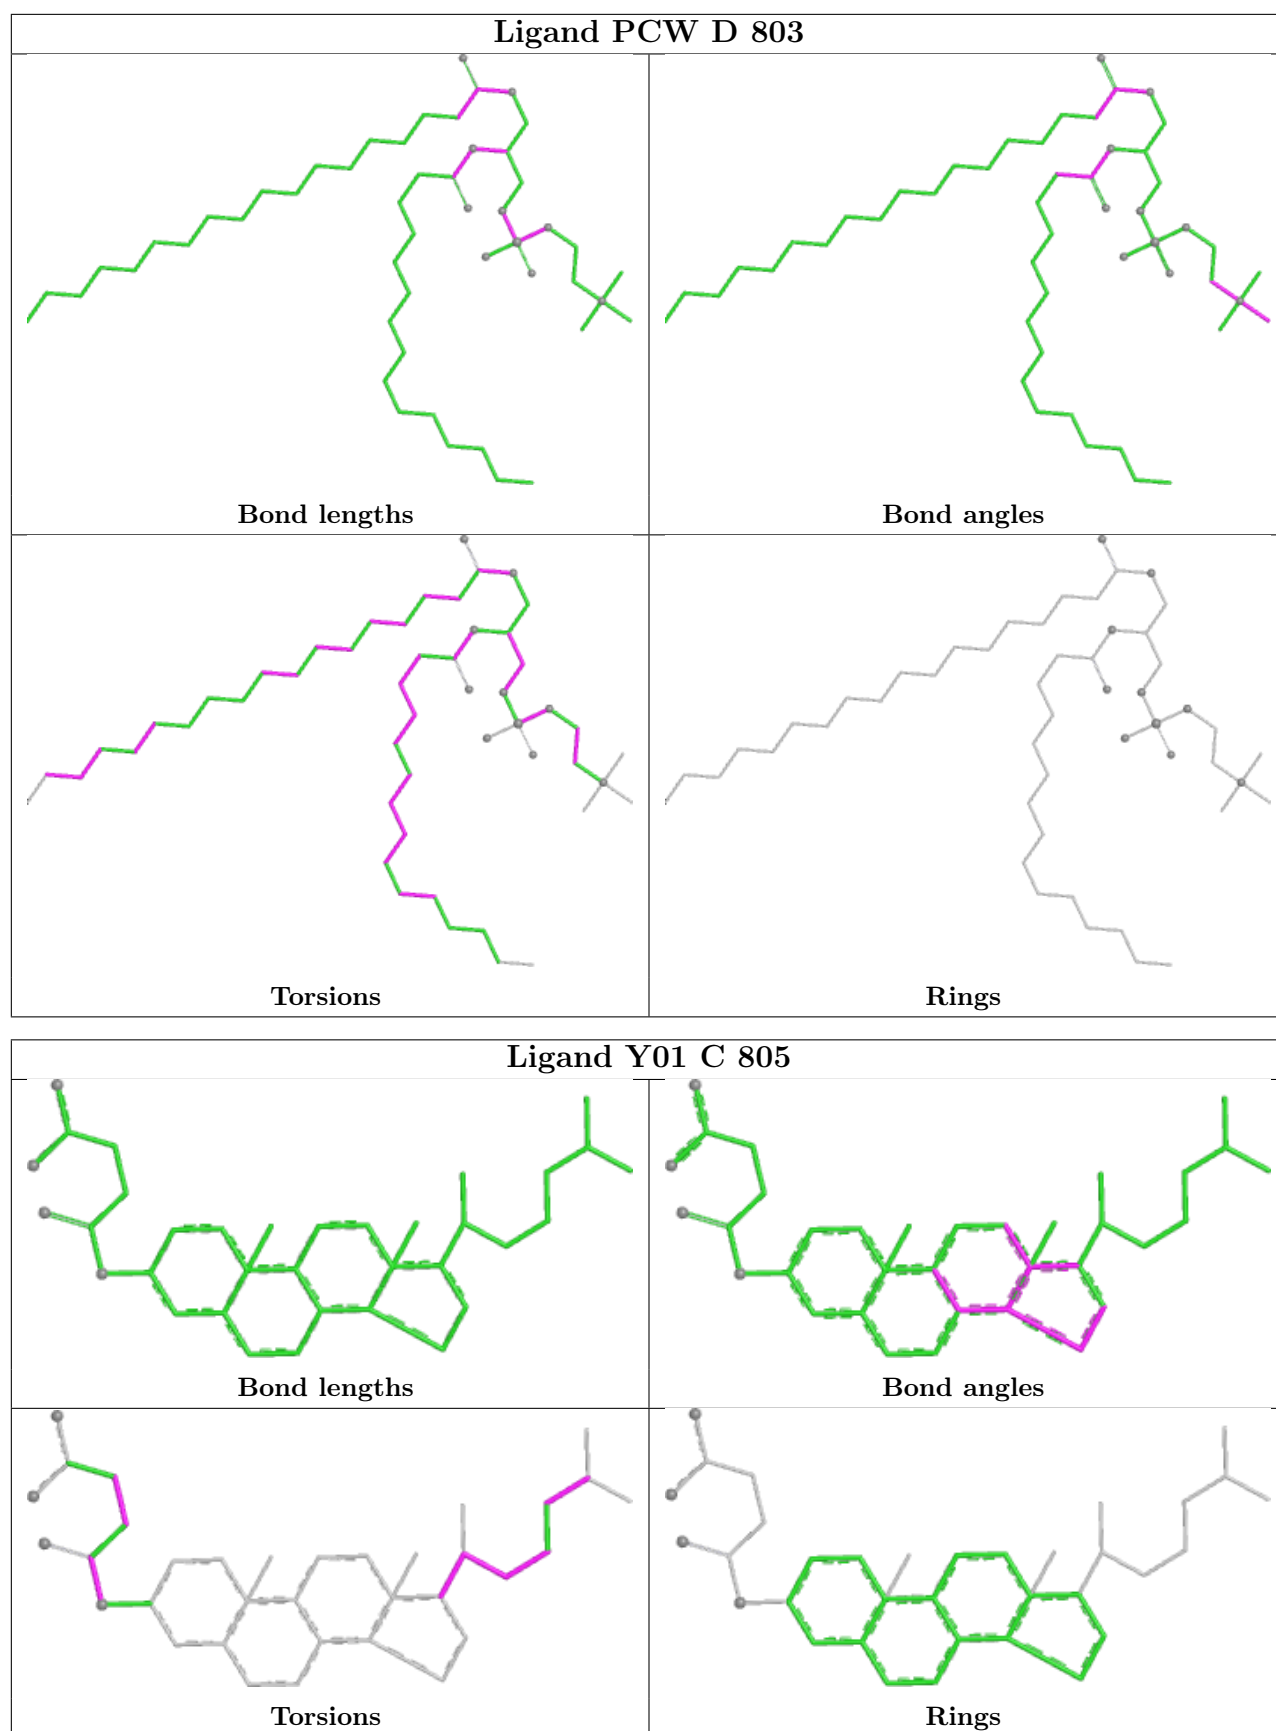 Ligand PCW D 803
Bond lengths
Bond angles
Torsions
Rings
Ligand Y01 C 805
Bond lengths
Bond angles
Torsions
Rings